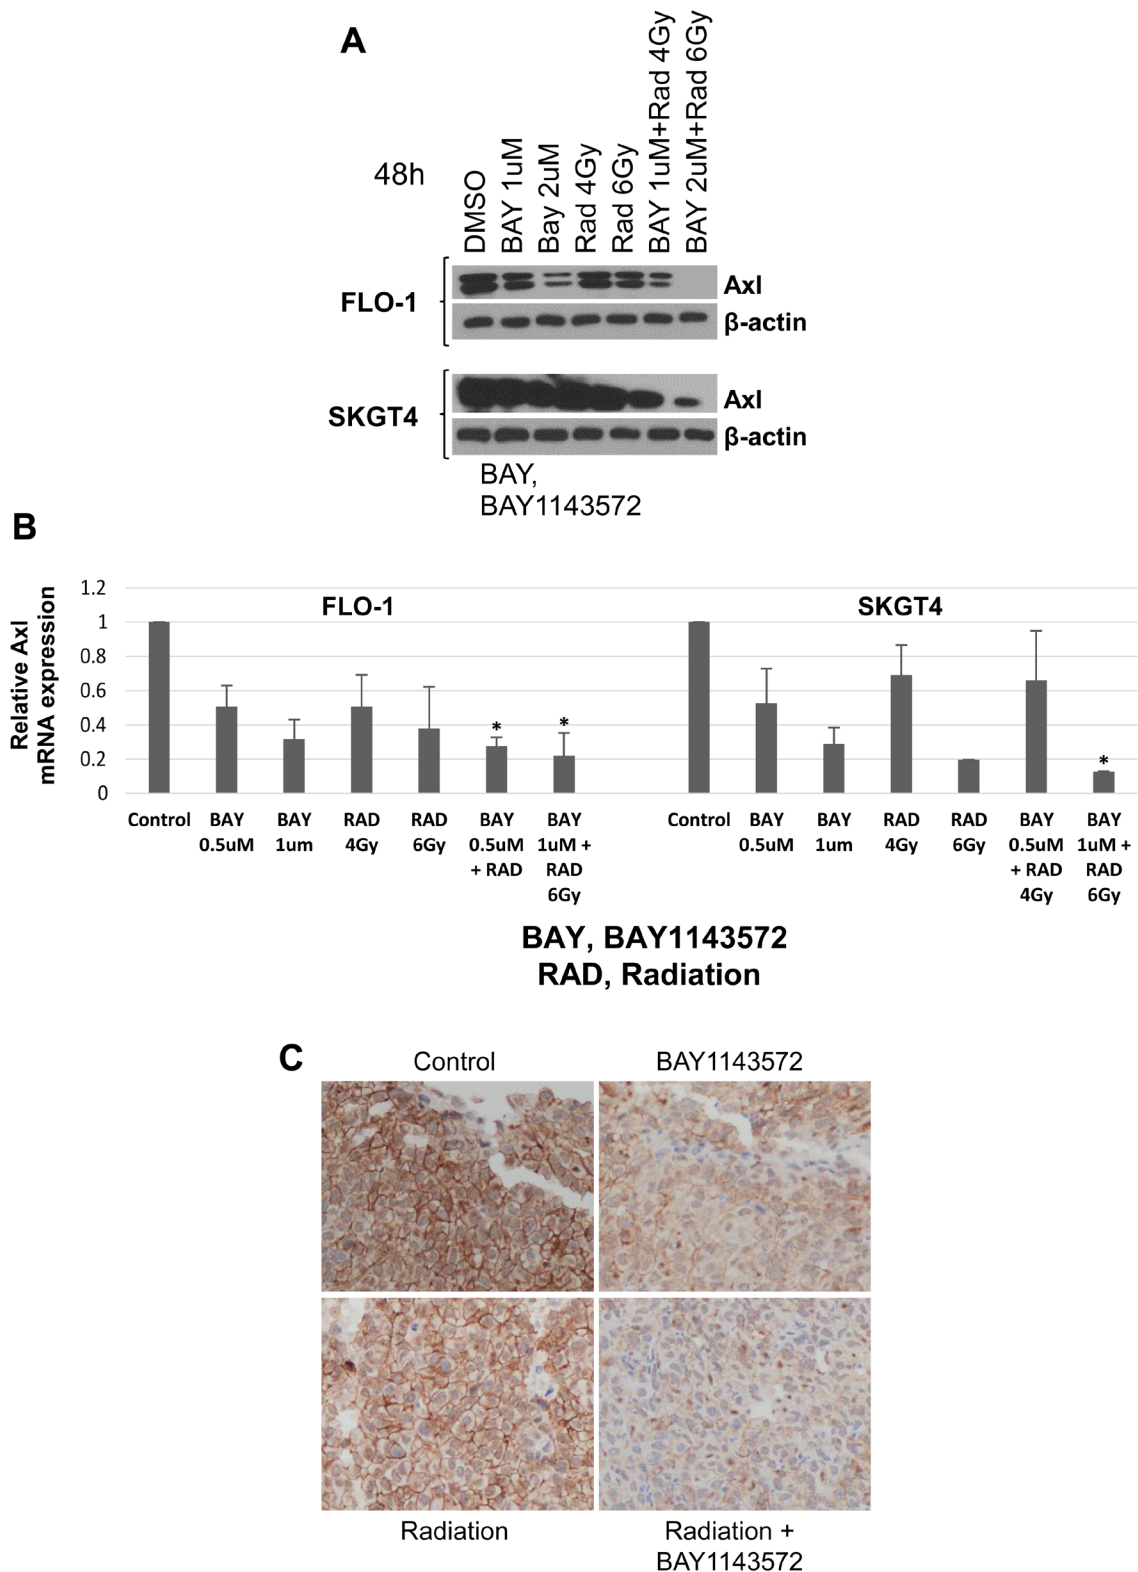 A
48h
DMSO
BAY 1uM
Bay 2uM
Rad 4Gy
Rad 6Gy
BAY 1uM+Rad 4Gy
BAY 2uM+Rad 6Gy
FLO-1
Axl
β-actin
SKGT4
Axl
β-actin
BAY,
BAY1143572
B
Relative Axl
mRNA expression
1.2
1
0.8
0.6
0.4
0.2
0
FLO-1
SKGT4
* *
*
Control
BAY
0.5uM
BAY
1um
RAD
4Gy
RAD
6Gy
BAY
0.5uM
+ RAD
BAY
1uM +
RAD
6Gy
Control
BAY
0.5uM
BAY
1um
RAD
4Gy
RAD
6Gy
BAY
0.5uM
+ RAD
4Gy
BAY
1uM +
RAD
6Gy
BAY, BAY1143572
RAD, Radiation
C
Control
BAY1143572
Radiation
Radiation +
BAY1143572